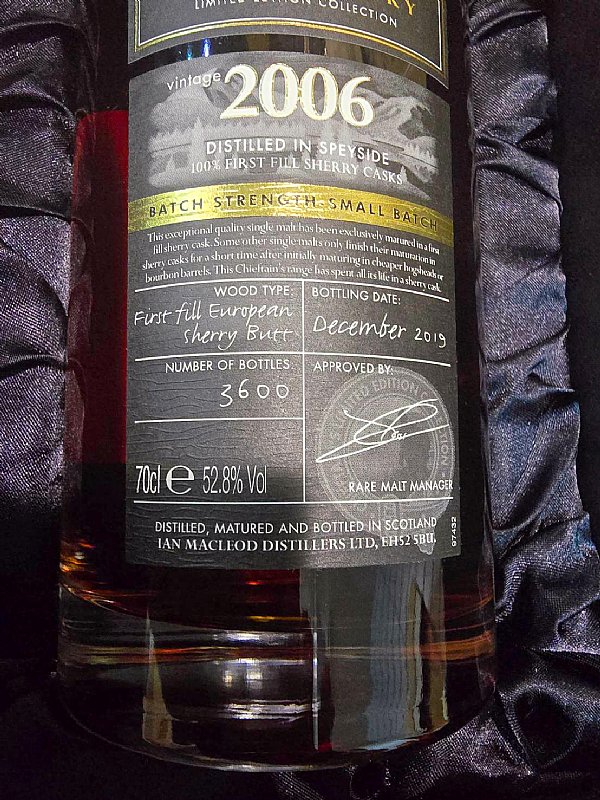 LIMITED EDITION COLLECTION
vintage 2006
DISTILLED IN SPEYSIDE
100% FIRST FILL SHERRY CASKS
BATCH STRENGTH-SMALL BATCH
This exceptional quality single malt has been exclusively matured in a first
fill sherry cask. Some other single malts only finish their maturation in
sherry casks for a short time after initially maturing in cheaper hogsheads or
bourbon barrels. This Chieftain's range has spent all its life in a sherry cask.
WOOD TYPE:
First fill European
Sherry Butt
BOTTLING DATE:
December 2019
NUMBER OF BOTTLES:
3600
APPROVED BY:
RARE MALT MANAGER
70cl e 52.8% Vol
DISTILLED, MATURED AND BOTTLED IN SCOTLAND
IAN MACLEOD DISTILLERS LTD, EH52 5BU.
97432